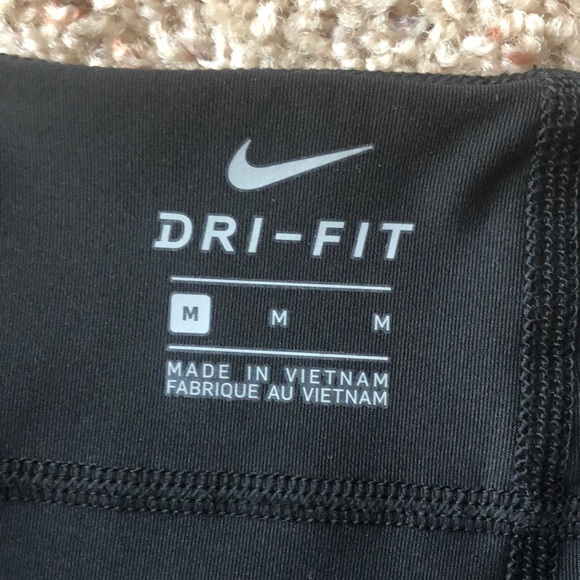 DRI-FIT
M M M
MADE IN VIETNAM
FABRIQUE AU VIETNAM